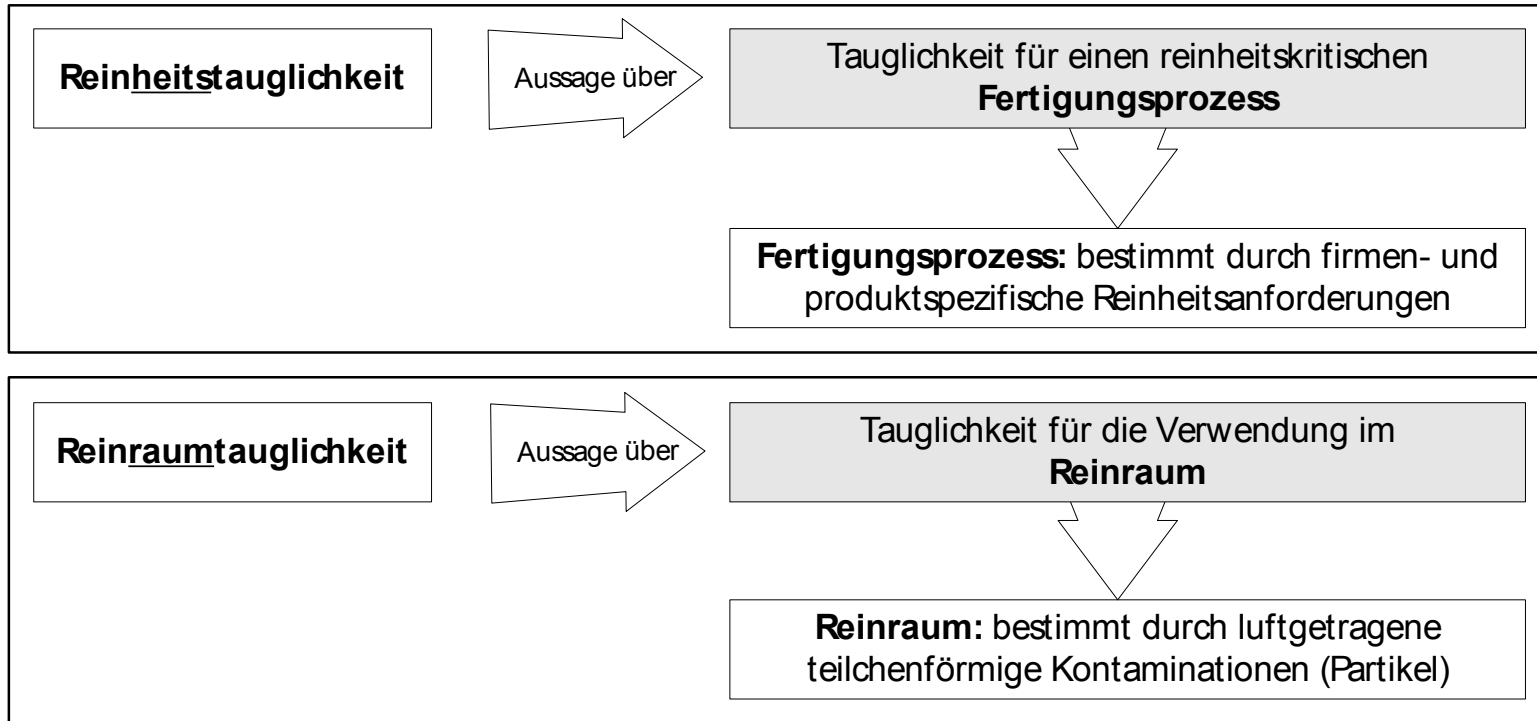 Reinheitstauglichkeit
Aussage über
Tauglichkeit für einen reinheitskritischen
Fertigungsprozess
Fertigungsprozess: bestimmt durch firmen- und
produktspezifische Reinheitsanforderungen
Reinraumtauglichkeit
Aussage über
Tauglichkeit für die Verwendung im
Reinraum
Reinraum: bestimmt durch luftgetragene
teilchenförmige Kontaminationen (Partikel)